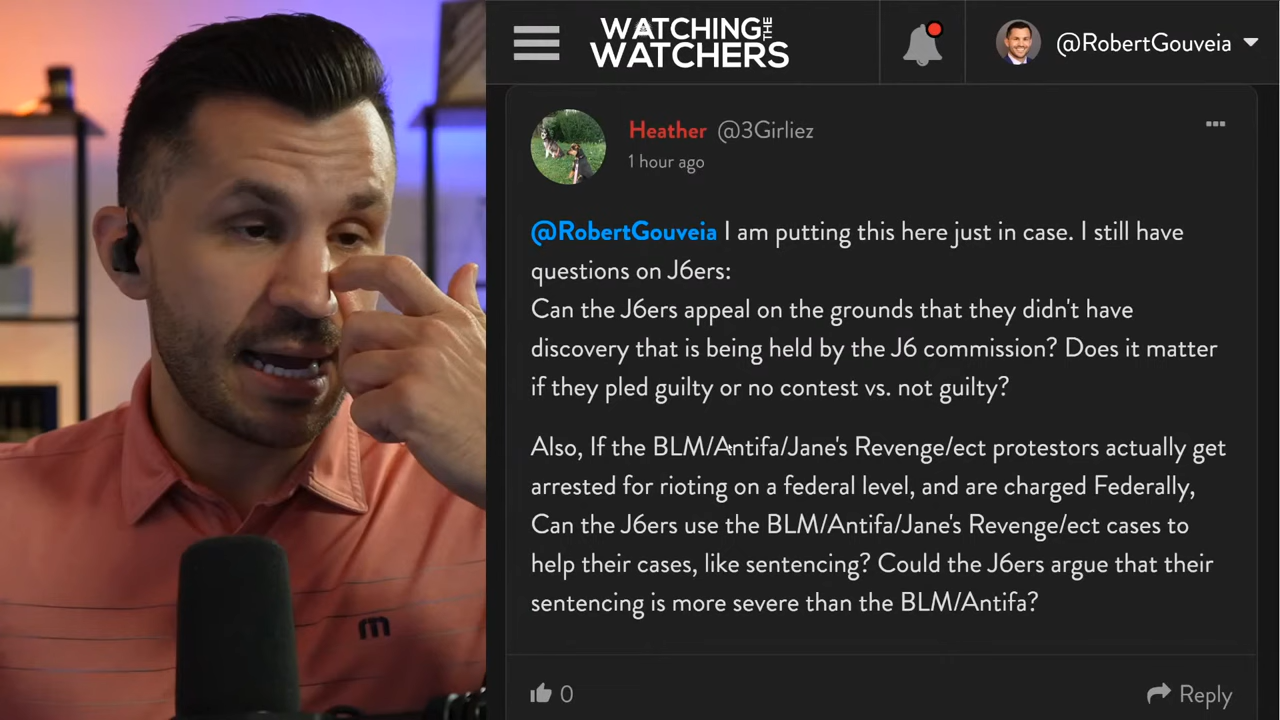 WATCHING THE
WATCHERS
@RobertGouveia
Heather @3Girliez
1 hour ago
@RobertGouveia I am putting this here just in case. I still have
questions on J6ers:
Can the J6ers appeal on the grounds that they didn't have
discovery that is being held by the J6 commission? Does it matter
if they pled guilty or no contest vs. not guilty?
Also, If the BLM/Antifa/Jane's Revenge/ect protestors actually get
arrested for rioting on a federal level, and are charged Federally,
Can the J6ers use the BLM/Antifa/Jane's Revenge/ect cases to
help their cases, like sentencing? Could the J6ers argue that their
sentencing is more severe than the BLM/Antifa?
0
Reply
m